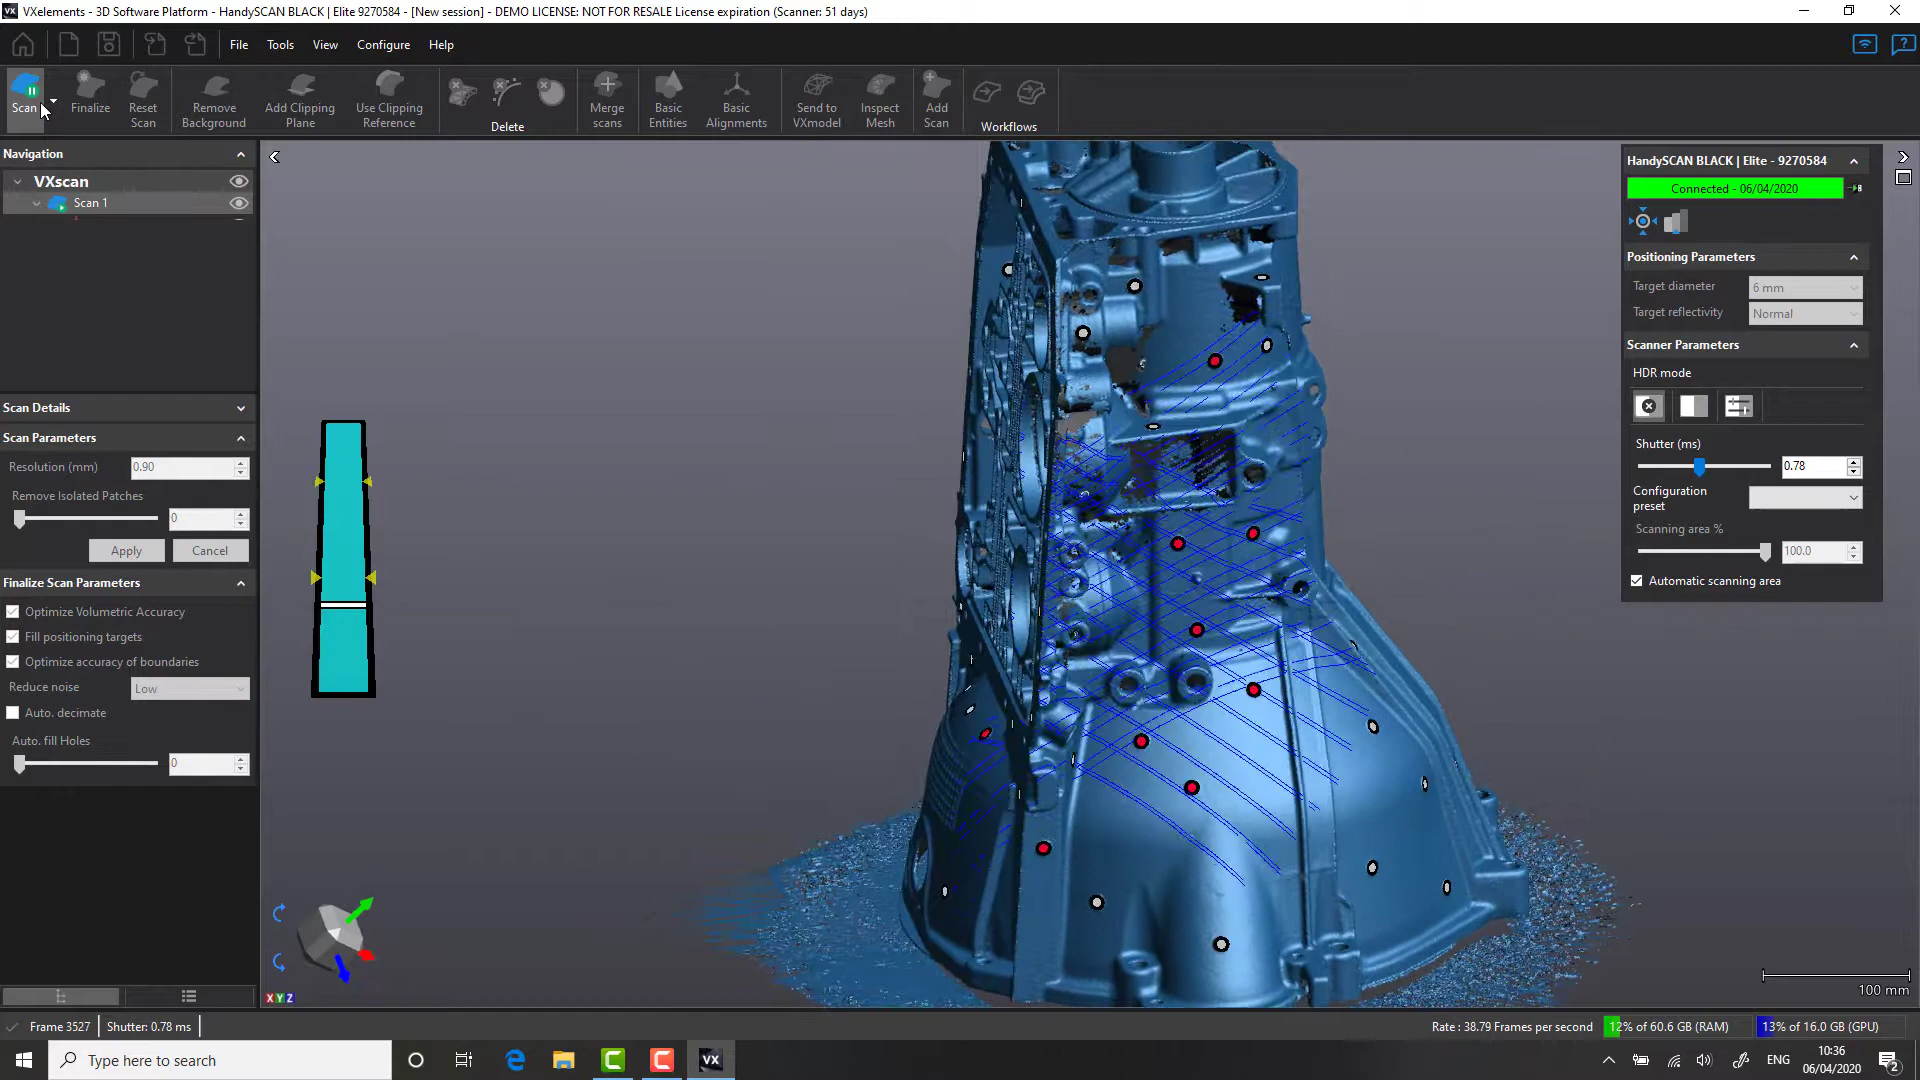 VXelements - 3D Software Platform - HandySCAN BLACK | Elite 9270584 - [New session] - DEMO LICENSE: NOT FOR RESALE License expiration (Scanner: 51 days)
File Tools View Configure Help
Scan
Finalize
Reset
Scan
Remove
Background
Add Clipping
Plane
Use Clipping
Reference
Delete
Merge
scans
Basic
Entities
Basic
Alignments
Send to
VXmodel
Inspect
Mesh
Add
Scan
Workflows
Navigation
VXscan
Scan 1
Scan Details
Scan Parameters
Resolution (mm) 0.90
Remove Isolated Patches
0
Apply Cancel
Finalize Scan Parameters
Optimize Volumetric Accuracy
Fill positioning targets
Optimize accuracy of boundaries
Reduce noise Low
Auto. decimate
Auto. fill Holes
0
XYZ
HandySCAN BLACK | Elite - 9270584
Connected - 06/04/2020
Positioning Parameters
Target diameter 6 mm
Target reflectivity Normal
Scanner Parameters
HDR mode
Shutter (ms)
0.78
Configuration
preset
Scanning area %
100.0
Automatic scanning area
100 mm
Frame 3527 Shutter: 0.78 ms
Rate : 38.79 Frames per second 12% of 60.6 GB (RAM) 13% of 16.0 GB (GPU)
Type here to search
VX
ENG
10:36
06/04/2020
2